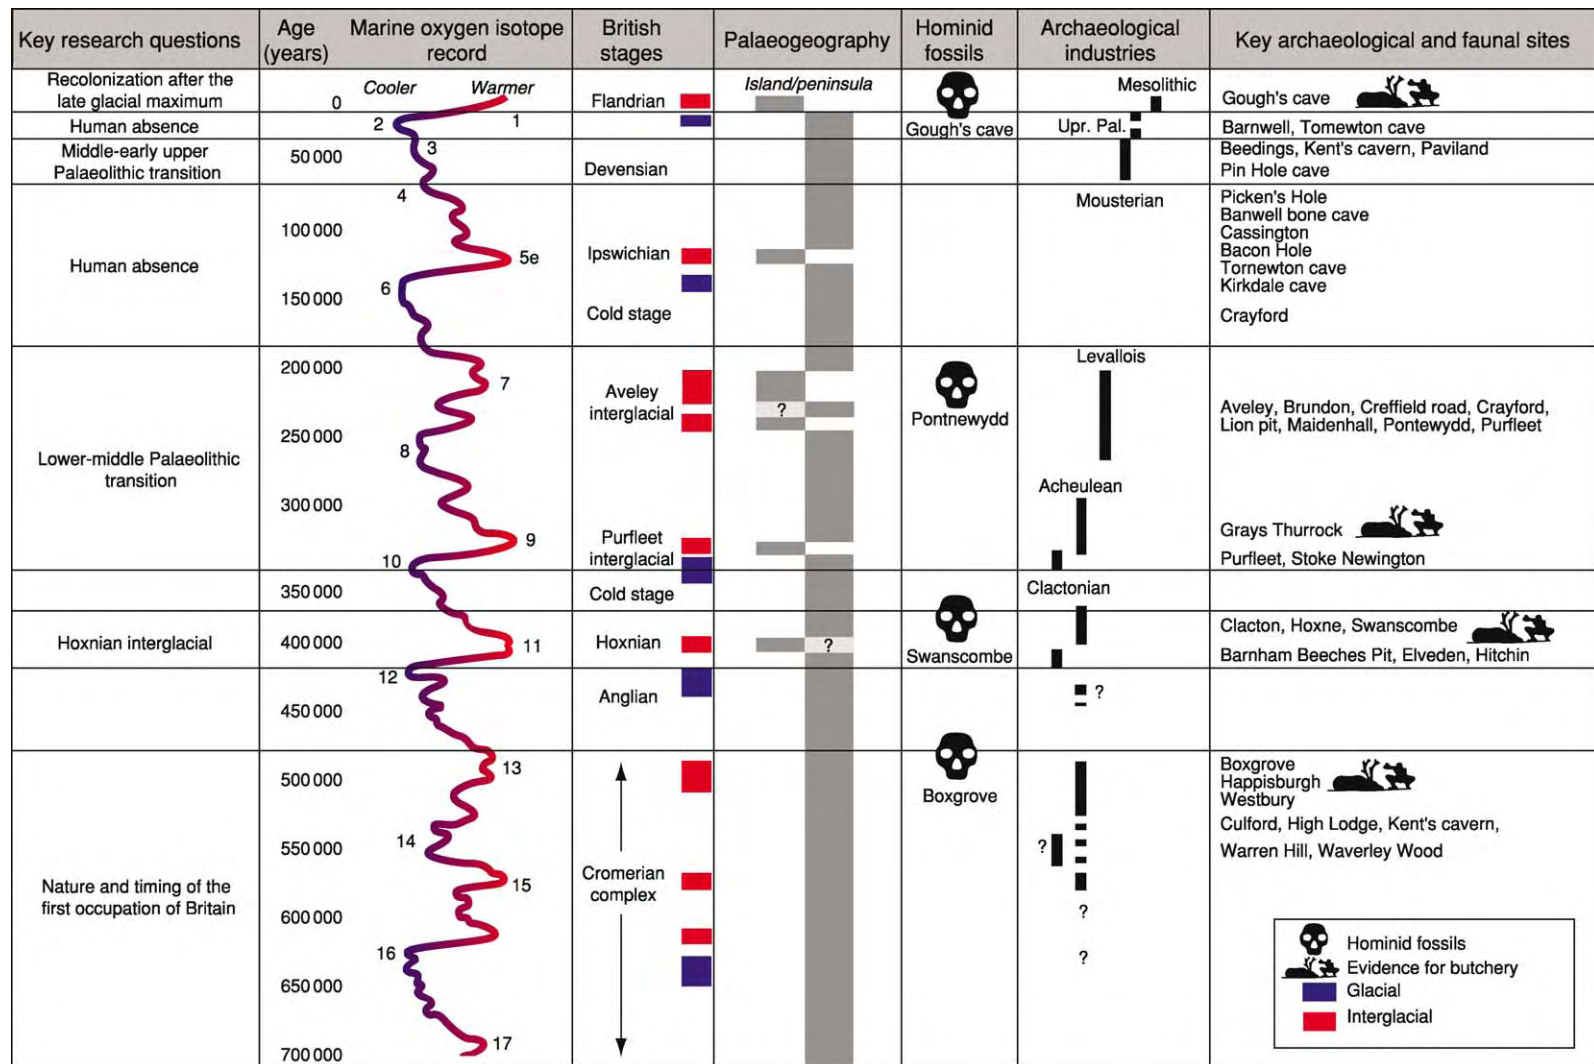 Key research questions
Age (years)
Marine oxygen isotope record
British stages
Palaeogeography
Hominid fossils
Archaeological industries
Key archaeological and faunal sites
Recolonization after the
late glacial maximum
Human absence
Middle-early upper
Palaeolithic transition
Human absence
Lower-middle Palaeolithic
transition
Hoxnian interglacial
Nature and timing of the
first occupation of Britain
0
50 000
100 000
150 000
200 000
250 000
300 000
350 000
400 000
450 000
500 000
550 000
600 000
650 000
700 000
Cooler Warmer
1
2
3
4
5e
6
7
8
9
10
11
12
13
14
15
16
17
Flandrian
Devensian
Ipswichian
Cold stage
Aveley
interglacial
Purfleet
interglacial
Cold stage
Hoxnian
Anglian
Cromerian
complex
Island/peninsula
?
?
Gough's cave
Pontnewydd
Swanscombe
Boxgrove
Mesolithic
Upr. Pal.
Mousterian
Levallois
Acheulean
Clactonian
?
?
?
?
Gough's cave
Barnwell, Tomewton cave
Beedings, Kent's cavern, Paviland
Pin Hole cave
Picken's Hole
Banwell bone cave
Cassington
Bacon Hole
Tornewton cave
Kirkdale cave
Crayford
Aveley, Brundon, Creffield road, Crayford,
Lion pit, Maidenhall, Pontewydd, Purfleet
Grays Thurrock
Purfleet, Stoke Newington
Clacton, Hoxne, Swanscombe
Barnham Beeches Pit, Elveden, Hitchin
Boxgrove
Happisburgh
Westbury
Culford, High Lodge, Kent's cavern,
Warren Hill, Waverley Wood
Hominid fossils
Evidence for butchery
Glacial
Interglacial